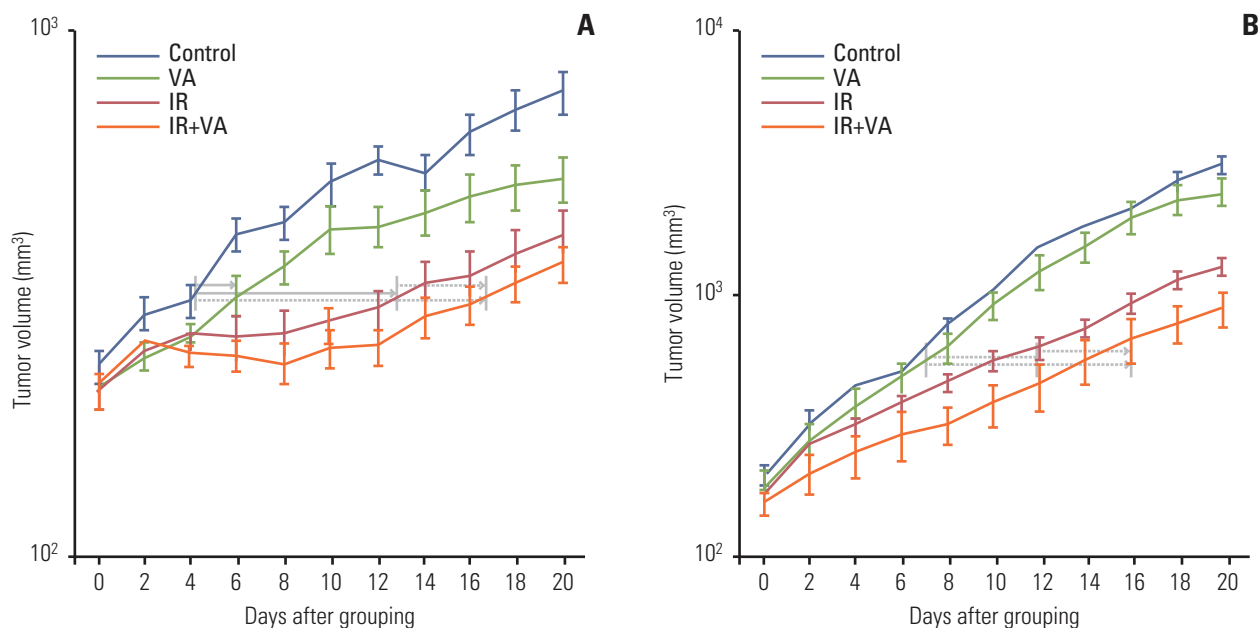 A
10³
Control
VA
IR
IR+VA
Tumor volume (mm³)
10²
0 2 4 6 8 10 12 14 16 18 20
Days after grouping
B
10⁴
Control
VA
IR
IR+VA
Tumor volume (mm³)
10³
10²
0 2 4 6 8 10 12 14 16 18 20
Days after grouping